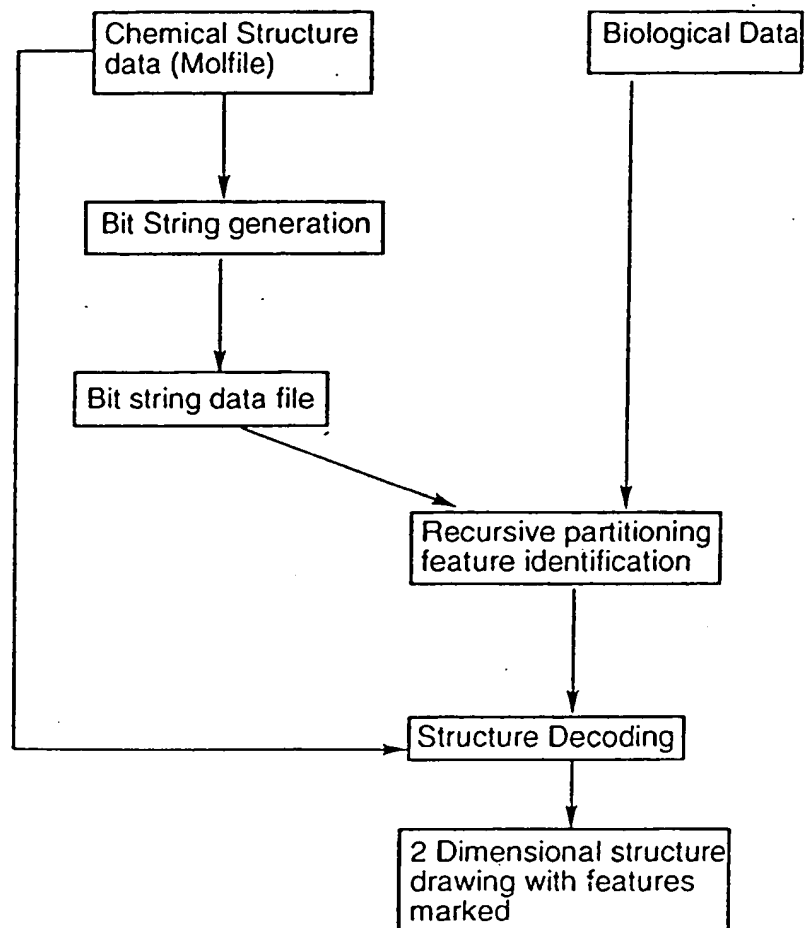 Chemical Structure
data (Molfile)
Biological Data
Bit String generation
Bit string data file
Recursive partitioning
feature identification
Structure Decoding
2 Dimensional structure
drawing with features
marked